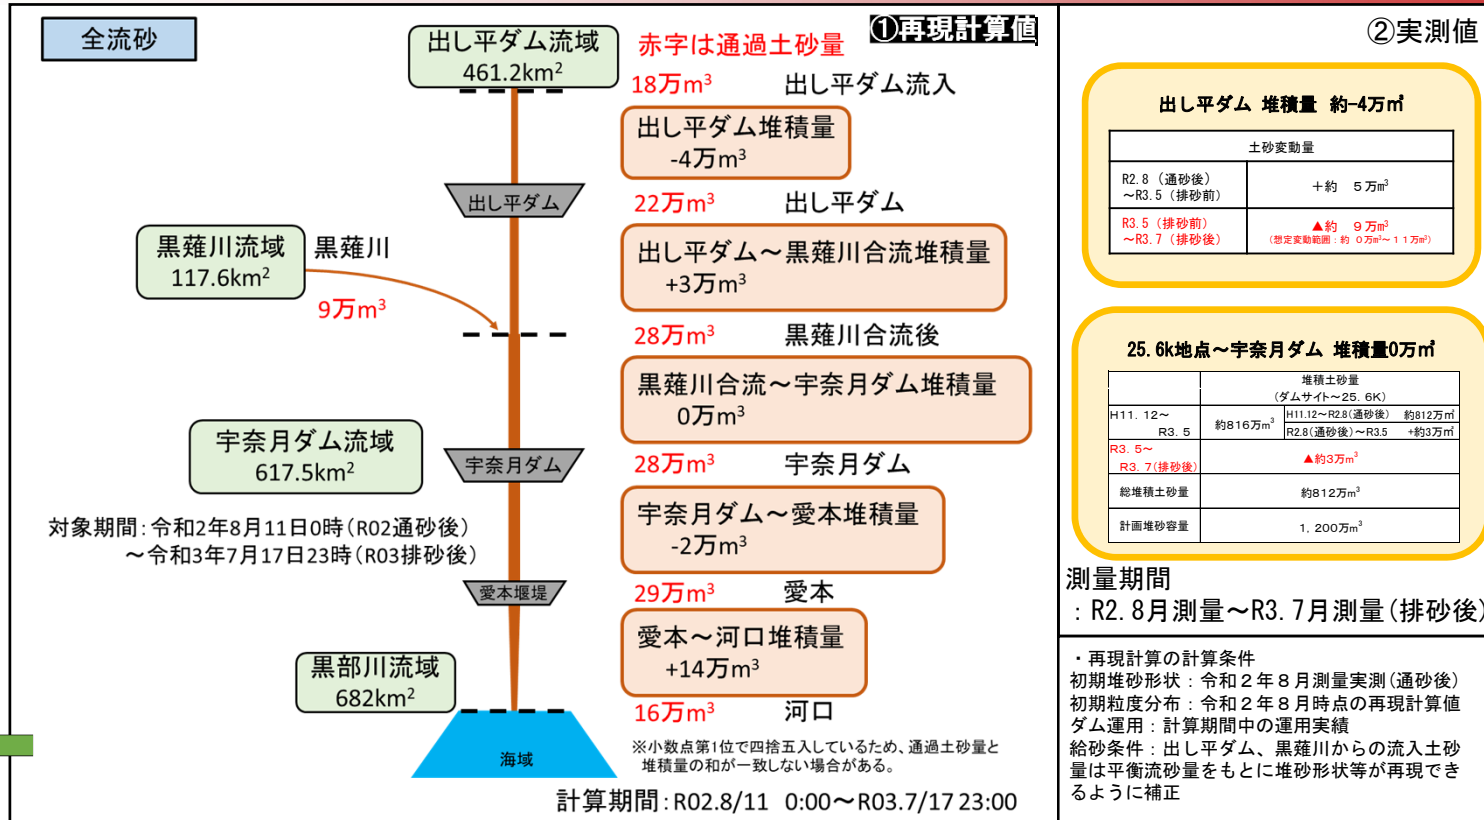 全流砂
①再現計算値
出し平ダム流域
461.2km²
赤字は通過土砂量
18万m³ 出し平ダム流入
出し平ダム堆積量
-4万m³
出し平ダム
22万m³ 出し平ダム
黒薙川流域
117.6km²
黒薙川
9万m³
出し平ダム～黒薙川合流堆積量
+3万m³
28万m³ 黒薙川合流後
黒薙川合流～宇奈月ダム堆積量
0万m³
宇奈月ダム流域
617.5km²
宇奈月ダム
28万m³ 宇奈月ダム
宇奈月ダム～愛本堆積量
-2万m³
対象期間：令和2年8月11日0時（R02通砂後）
～令和3年7月17日23時（R03排砂後）
愛本堰堤
29万m³ 愛本
愛本～河口堆積量
+14万m³
黒部川流域
682km²
16万m³ 河口
海域
※小数点第1位で四捨五入しているため、通過土砂量と
堆積量の和が一致しない場合がある。
計算期間：R02.8/11 0:00～R03.7/17 23:00
②実測値
出し平ダム 堆積量 約-4万㎥
土砂変動量
R2.8（通砂後）
～R3.5（排砂前）
＋約 5万m³
R3.5（排砂前）
～R3.7（排砂後）
▲約 9万m³
（想定変動範囲：約 0万m³～11万m³）
25.6k地点～宇奈月ダム 堆積量0万㎥
堆積土砂量
（ダムサイト～25.6K）
H11.12～
R3.5
約816万m³
H11.12～R2.8(通砂後) 約812万㎥
R2.8(通砂後)～R3.5 +約3万㎥
R3.5～
R3.7(排砂後)
▲約3万m³
総堆積土砂量
約812万m³
計画堆砂容量
1,200万m³
測量期間
：R2.8月測量～R3.7月測量(排砂後)
・再現計算の計算条件
初期堆砂形状：令和２年８月測量実測(通砂後)
初期粒度分布：令和２年８月時点の再現計算値
ダム運用：計算期間中の運用実績
給砂条件：出し平ダム、黒薙川からの流入土砂
量は平衡流砂量をもとに堆砂形状等が再現でき
るように補正